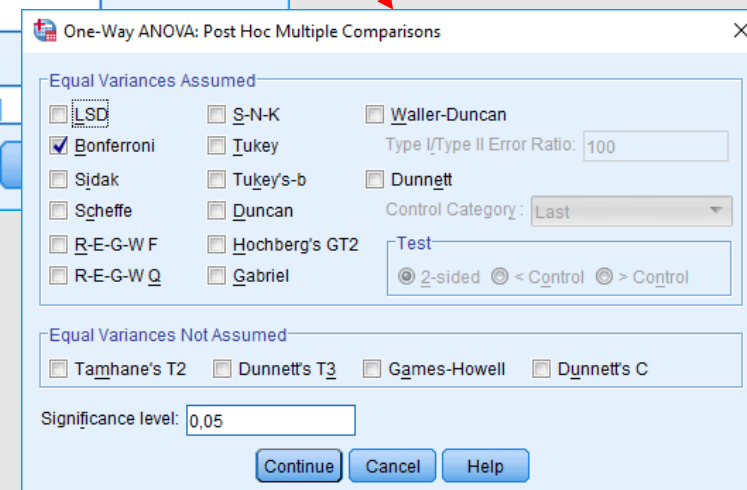 One-Way ANOVA: Post Hoc Multiple Comparisons
Equal Variances Assumed
LSD S-N-K Waller-Duncan
Bonferroni Tukey Type I/Type II Error Ratio: 100
Sidak Tukey's-b Dunnett
Scheffe Duncan Control Category : Last
R-E-G-W F Hochberg's GT2 Test
R-E-G-W Q Gabriel 2-sided < Control > Control
Equal Variances Not Assumed
Tamhane's T2 Dunnett's T3 Games-Howell Dunnett's C
Significance level: 0,05
Continue Cancel Help